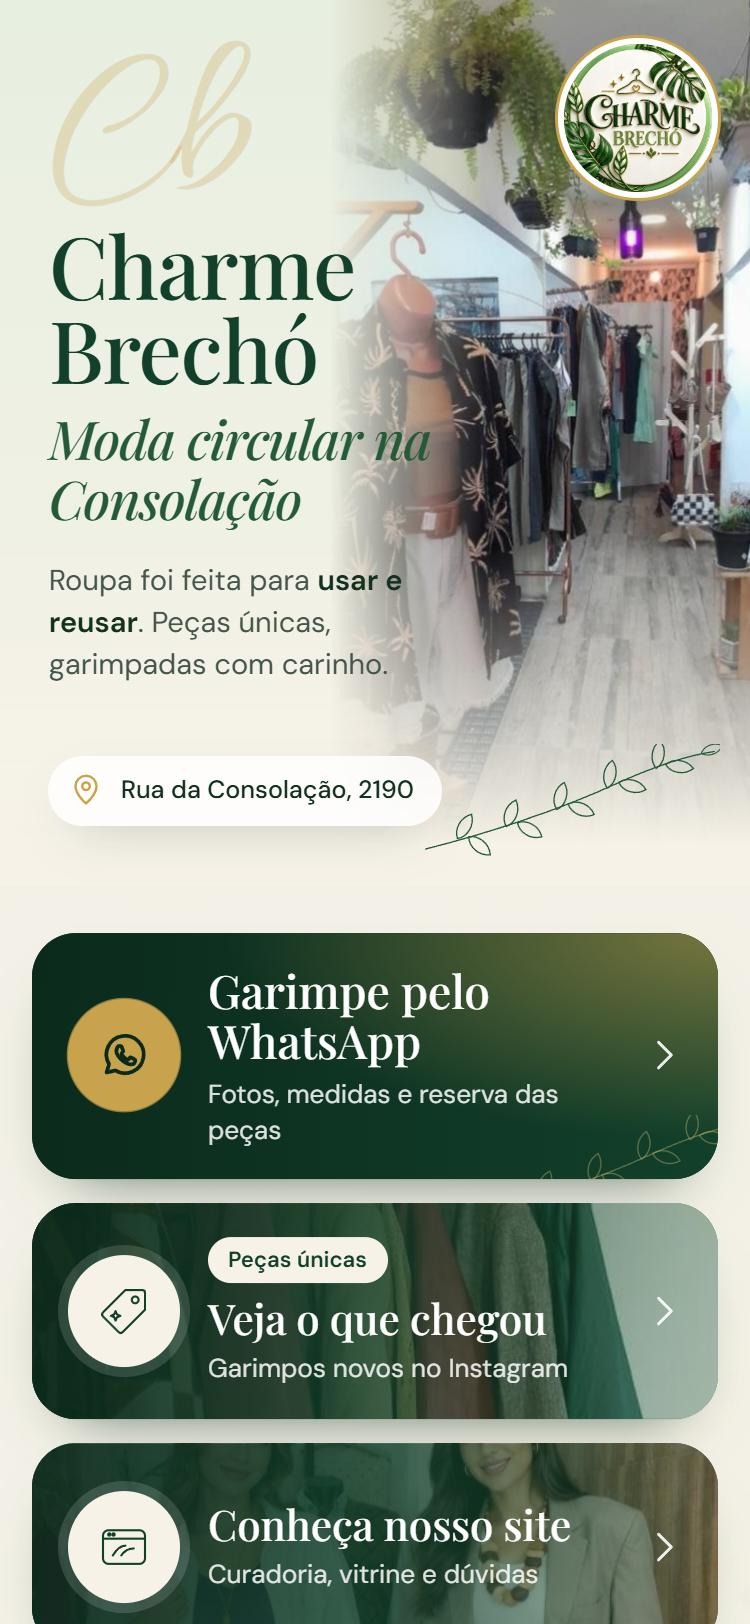 Cb
CHARME
BRECHÓ
Charme
Brechó
Moda circular na
Consolação
Roupa foi feita para usar e
reusar. Peças únicas,
garimpadas com carinho.
Rua da Consolação, 2190
Garimpe pelo
WhatsApp
Fotos, medidas e reserva das
peças
Peças únicas
Veja o que chegou
Garimpos novos no Instagram
Conheça nosso site
Curadoria, vitrine e dúvidas